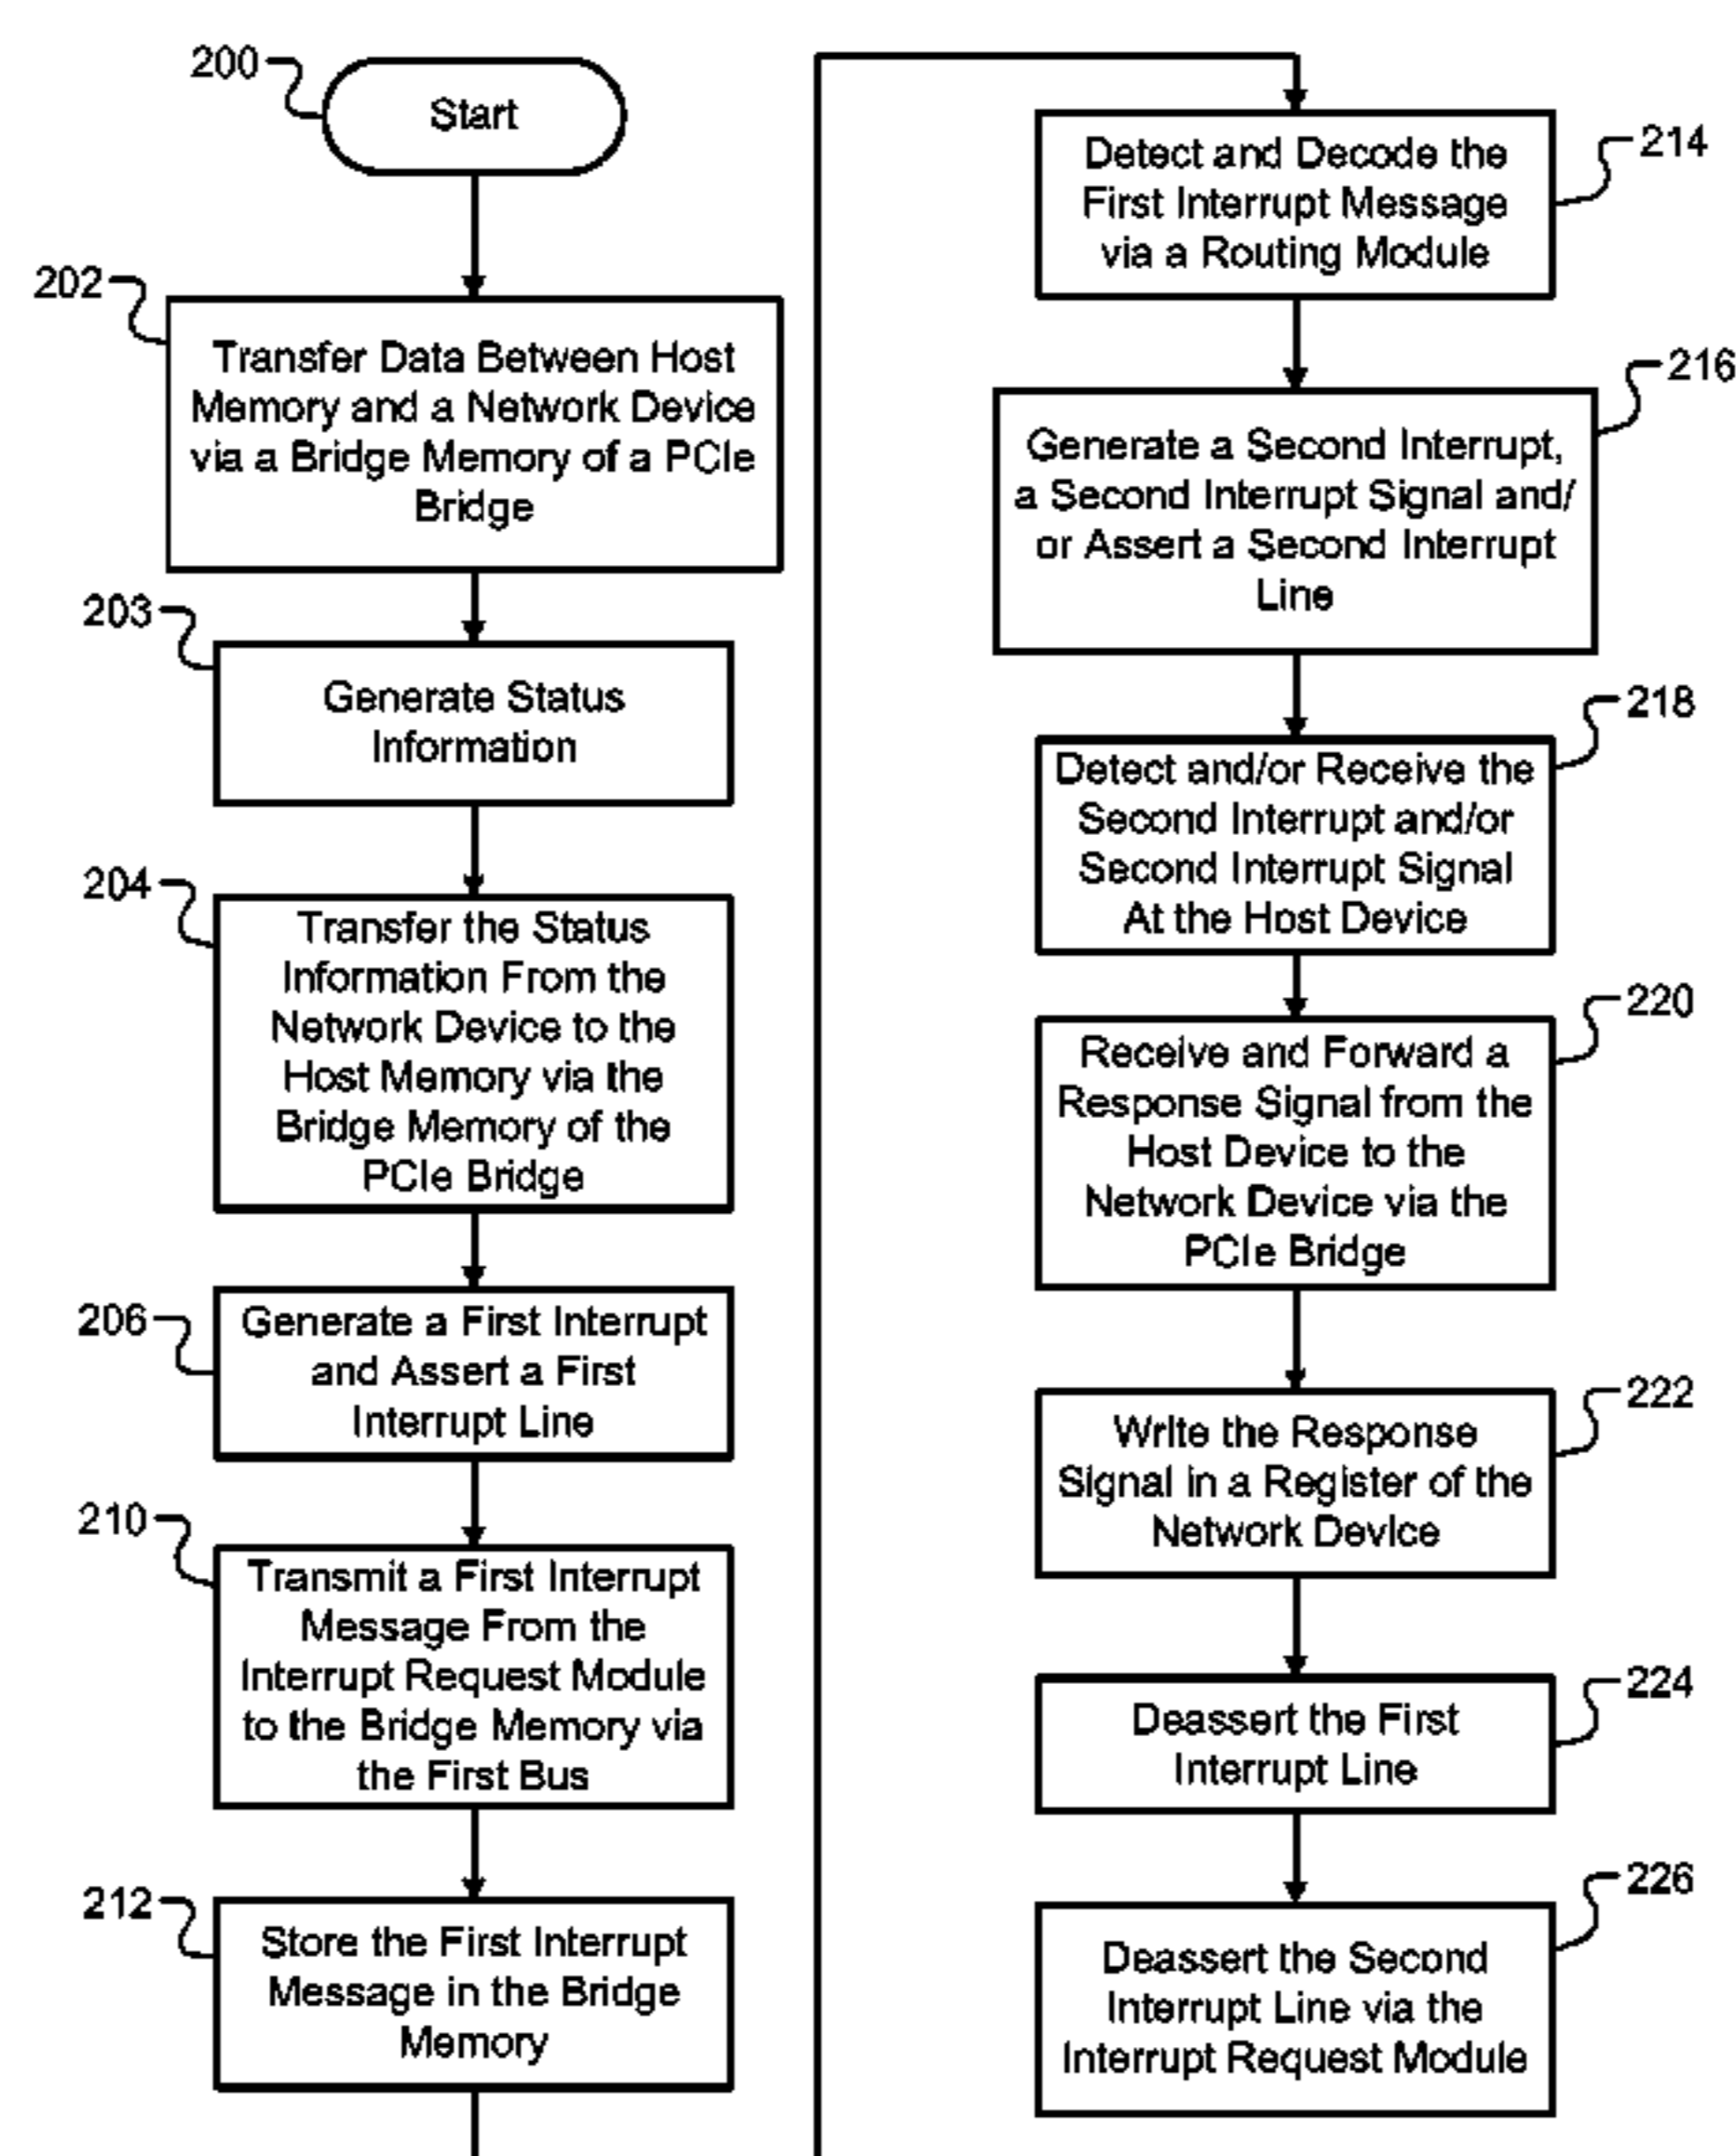 200
Start
202
Transfer Data Between Host
Memory and a Network Device
via a Bridge Memory of a PCIe
Bridge
203
Generate Status
Information
204
Transfer the Status
Information From the
Network Device to the
Host Memory via the
Bridge Memory of the
PCIe Bridge
206
Generate a First Interrupt
and Assert a First
Interrupt Line
210
Transmit a First Interrupt
Message From the
Interrupt Request Module
to the Bridge Memory via
the First Bus
212
Store the First Interrupt
Message in the Bridge
Memory
214
Detect and Decode the
First Interrupt Message
via a Routing Module
216
Generate a Second Interrupt,
a Second Interrupt Signal and/
or Assert a Second Interrupt
Line
218
Detect and/or Receive the
Second Interrupt and/or
Second Interrupt Signal
At the Host Device
220
Receive and Forward a
Response Signal from the
Host Device to the
Network Device via the
PCIe Bridge
222
Write the Response
Signal in a Register of the
Network Device
224
Deassert the First
Interrupt Line
226
Deassert the Second
Interrupt Line via the
Interrupt Request Module